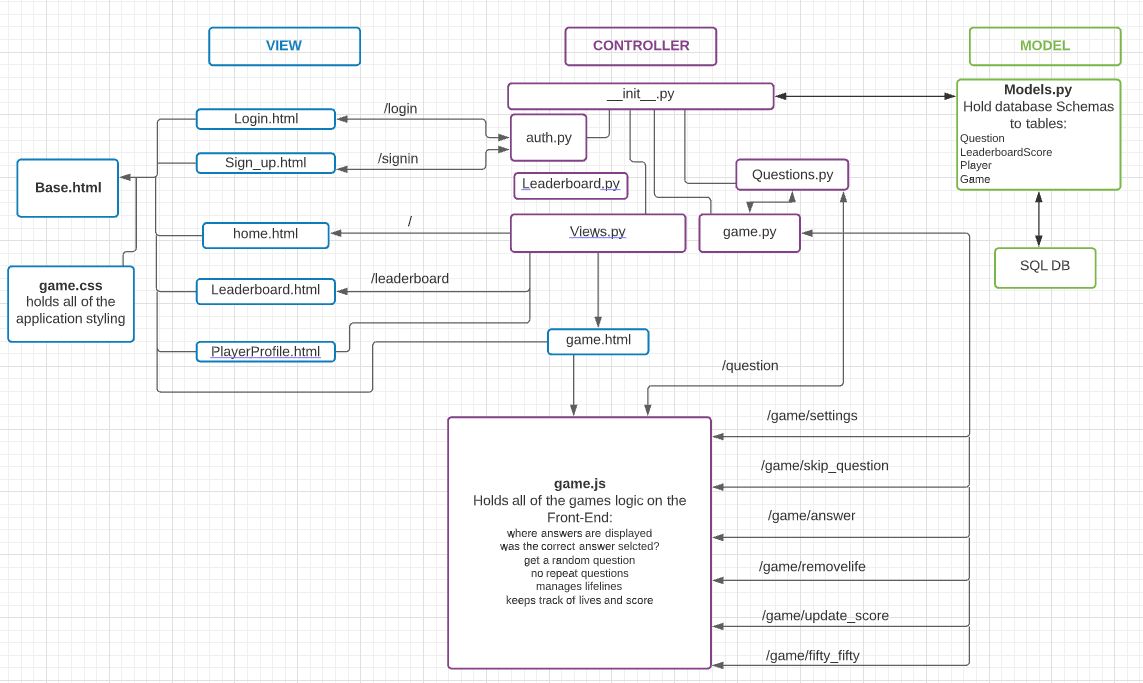 VIEW
CONTROLLER
MODEL
__init__.py
Models.py
Hold database Schemas
to tables:
Question
LeaderboardScore
Player
Game
/login
Login.html
auth.py
/signin
Sign_up.html
Base.html
Leaderboard.py
Questions.py
/
home.html
Views.py
game.py
SQL DB
game.css
holds all of the
application styling
/leaderboard
Leaderboard.html
PlayerProfile.html
game.html
/question
/game/settings
/game/skip_question
/game/answer
/game/removelife
/game/update_score
/game/fifty_fifty
game.js
Holds all of the games logic on the
Front-End:
where answers are displayed
was the correct answer selcted?
get a random question
no repeat questions
manages lifelines
keeps track of lives and score